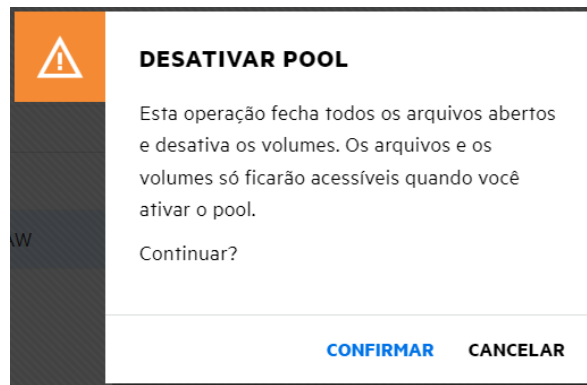 DESATIVAR POOL
Esta operação fecha todos os arquivos abertos
e desativa os volumes. Os arquivos e os
volumes só ficarão acessíveis quando você
ativar o pool.
Continuar?
AW
CONFIRMAR CANCELAR